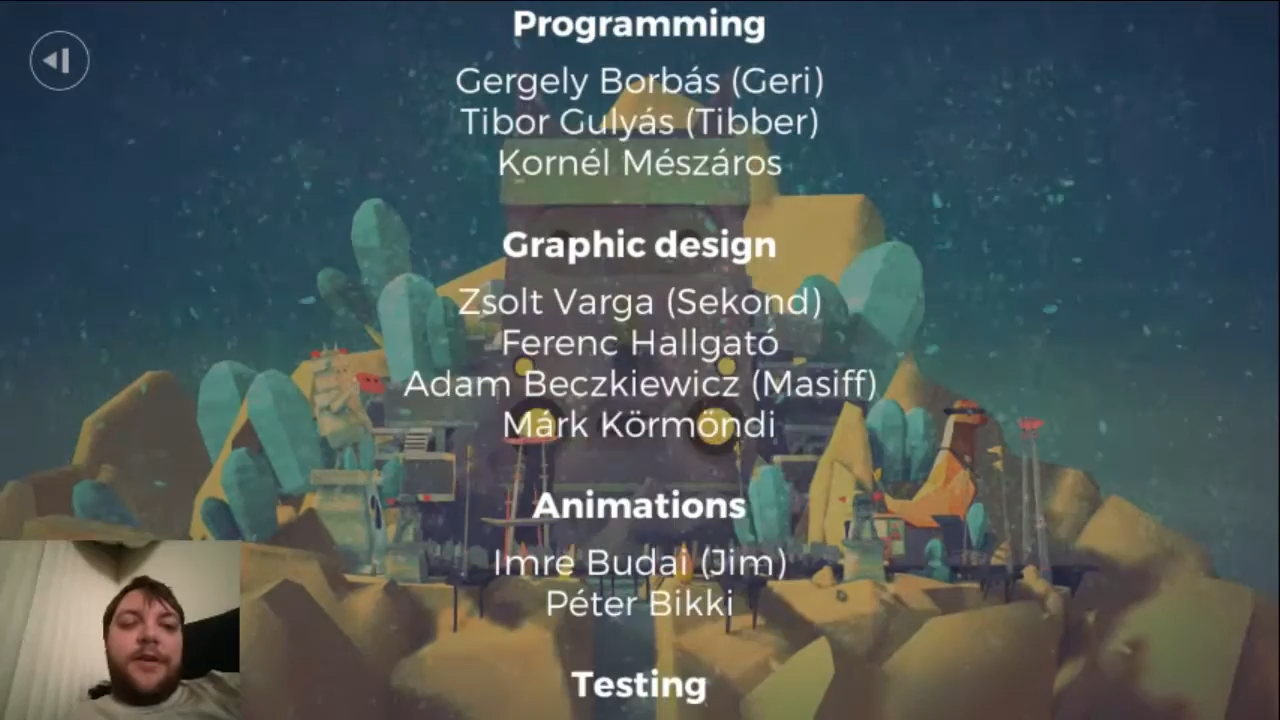 Programming
Gergely Borbás (Geri)
Tibor Gulyás (Tibber)
Kornél Mészáros
Graphic design
Zsolt Varga (Sekond)
Ferenc Hallgató
Adam Beczkiewicz (Masiff)
Márk Körmöndi
Animations
Imre Budai (Jim)
Péter Bikki
Testing